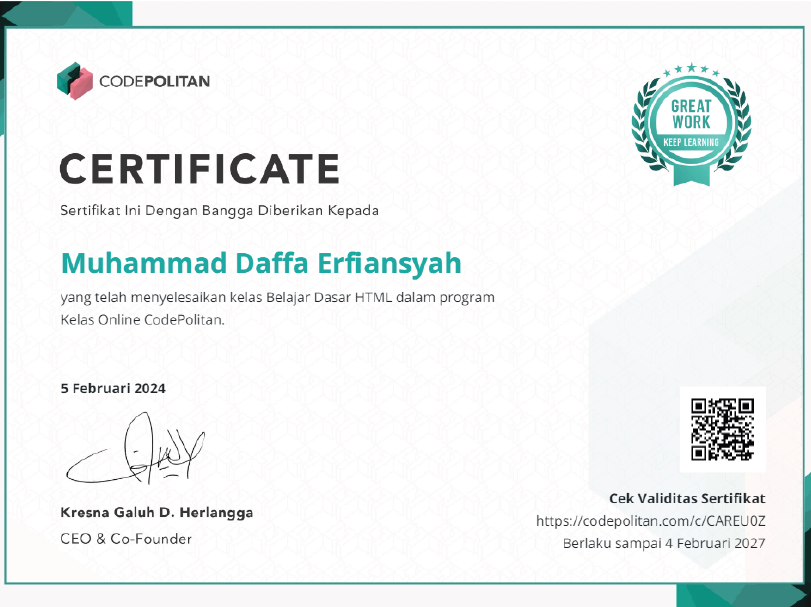 CODEPOLITAN
GREAT
WORK
KEEP LEARNING
CERTIFICATE
Sertifikat Ini Dengan Bangga Diberikan Kepada
Muhammad Daffa Erfiansyah
yang telah menyelesaikan kelas Belajar Dasar HTML dalam program
Kelas Online CodePolitan.
5 Februari 2024
Kresna Galuh D. Herlangga
CEO & Co-Founder
Cek Validitas Sertifikat
https://codepolitan.com/c/CAREU0Z
Berlaku sampai 4 Februari 2027